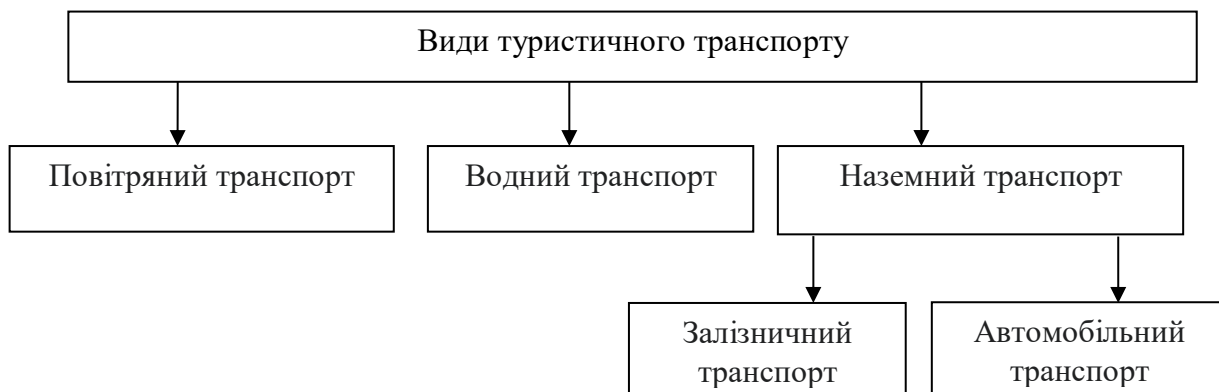 Види туристичного транспорту
Повітряний транспорт
Водний транспорт
Наземний транспорт
Залізничний
транспорт
Автомобільний
транспорт